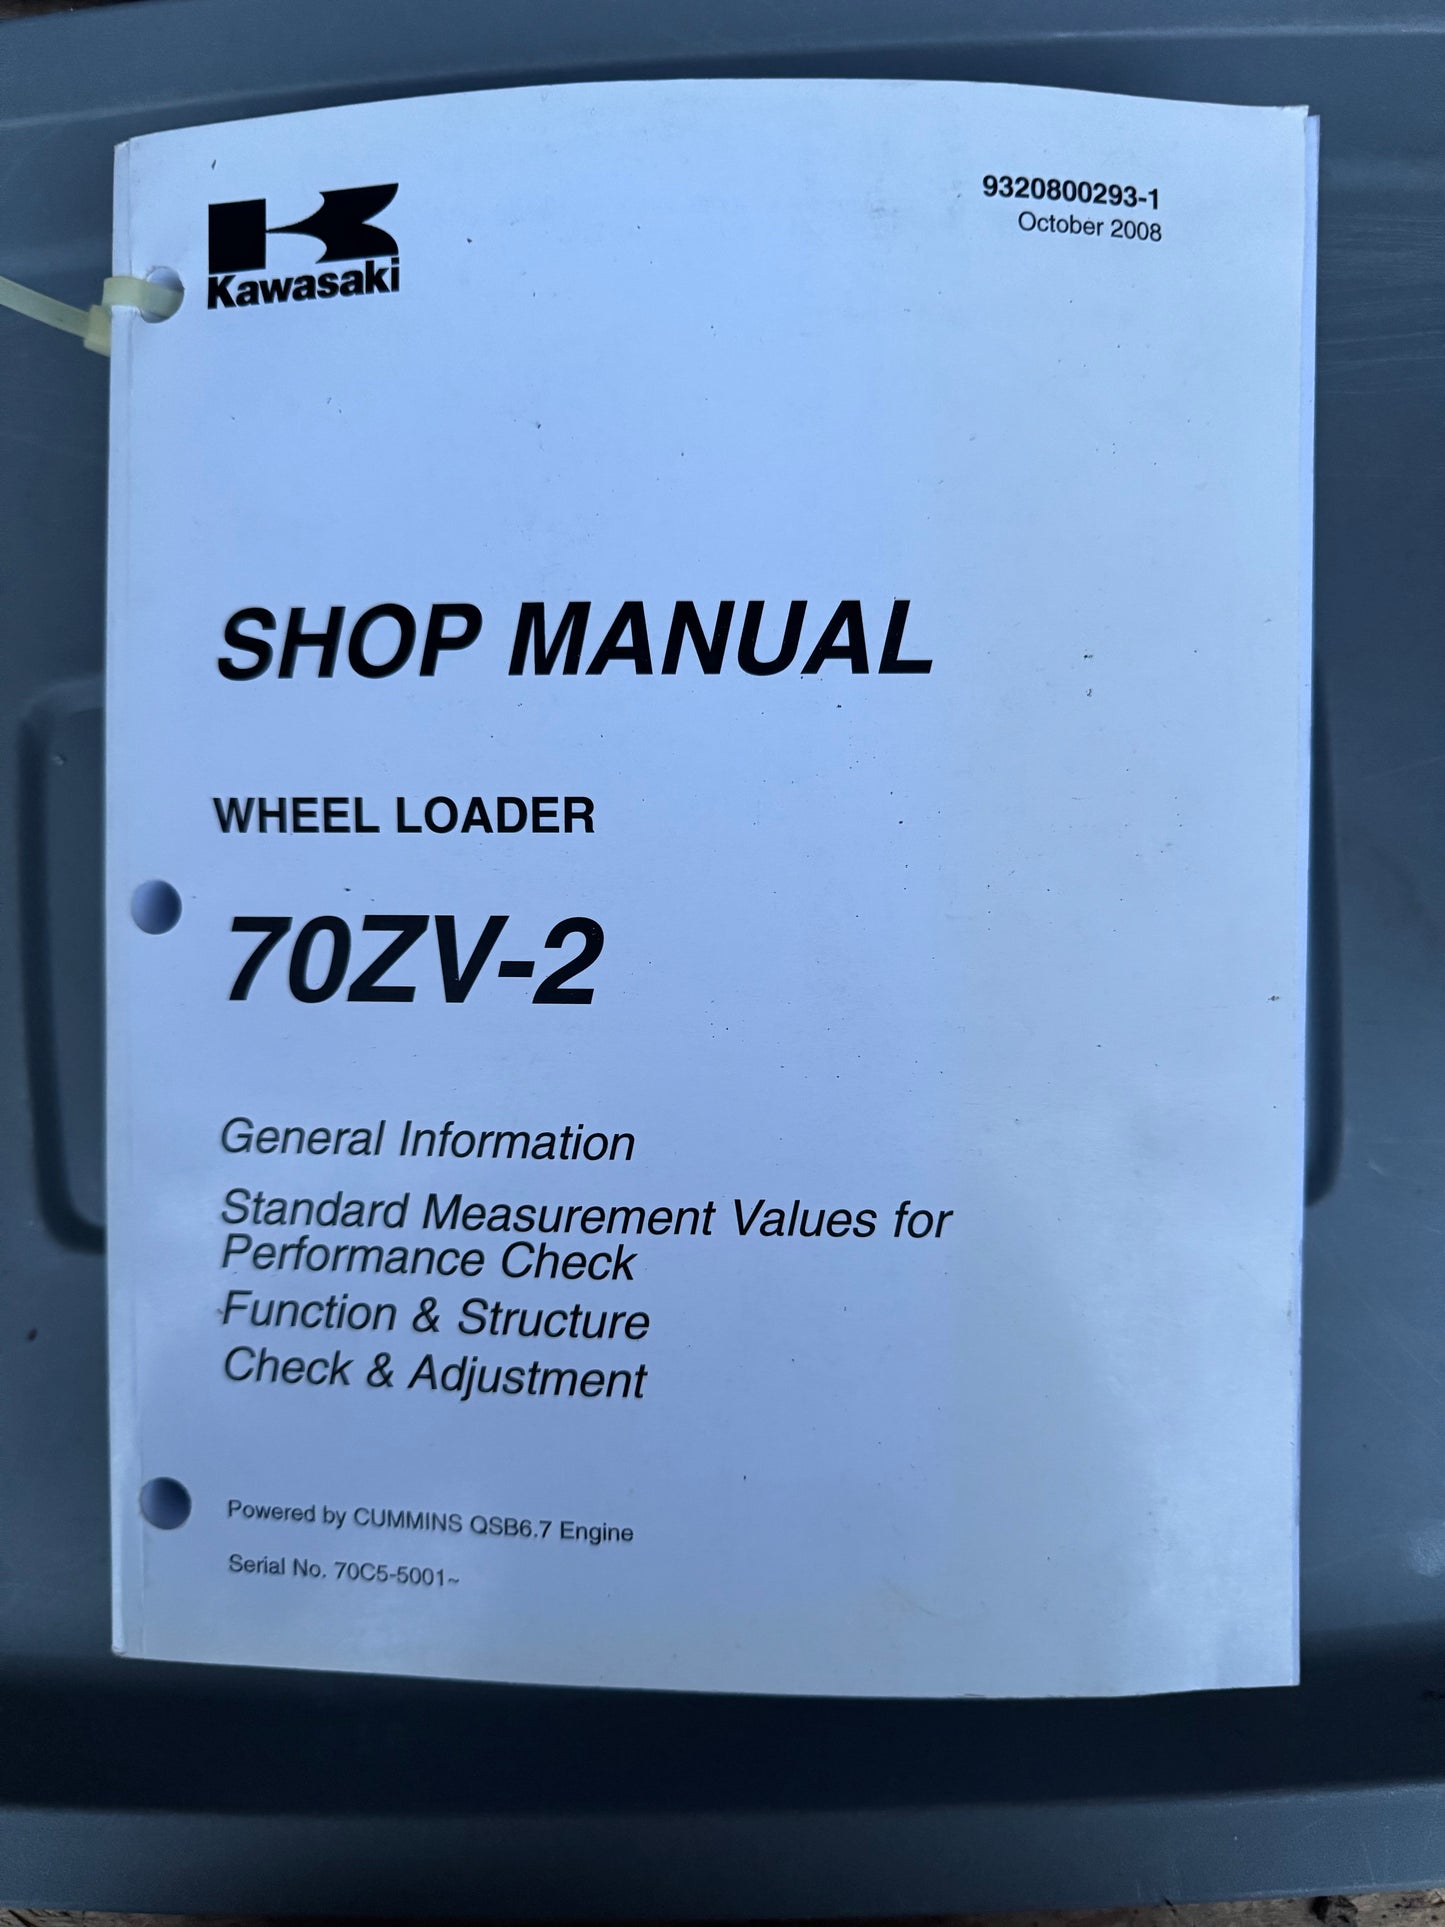 Kawasaki
9320800293-1
October 2008
SHOP MANUAL
WHEEL LOADER
70ZV-2
General Information
Standard Measurement Values for
Performance Check
Function & Structure
Check & Adjustment
Powered by CUMMINS QSB6.7 Engine
Serial No. 70C5-5001~